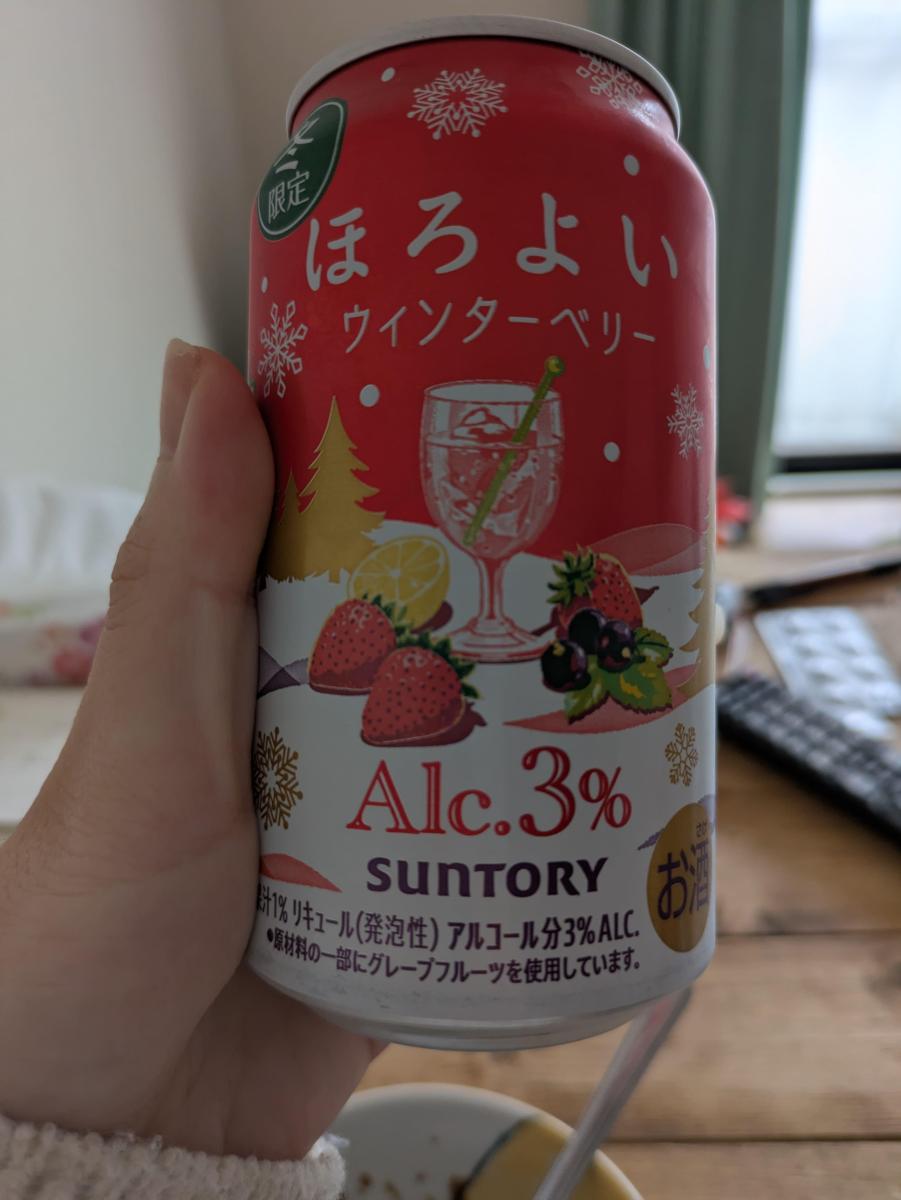 冬
限定
ほろよい
ウィンターベリー
Alc.3%
SUNTORY
果汁1% リキュール(発泡性) アルコール分3%ALC.
●原材料の一部にグレープフルーツを使用しています。
さけ
お酒